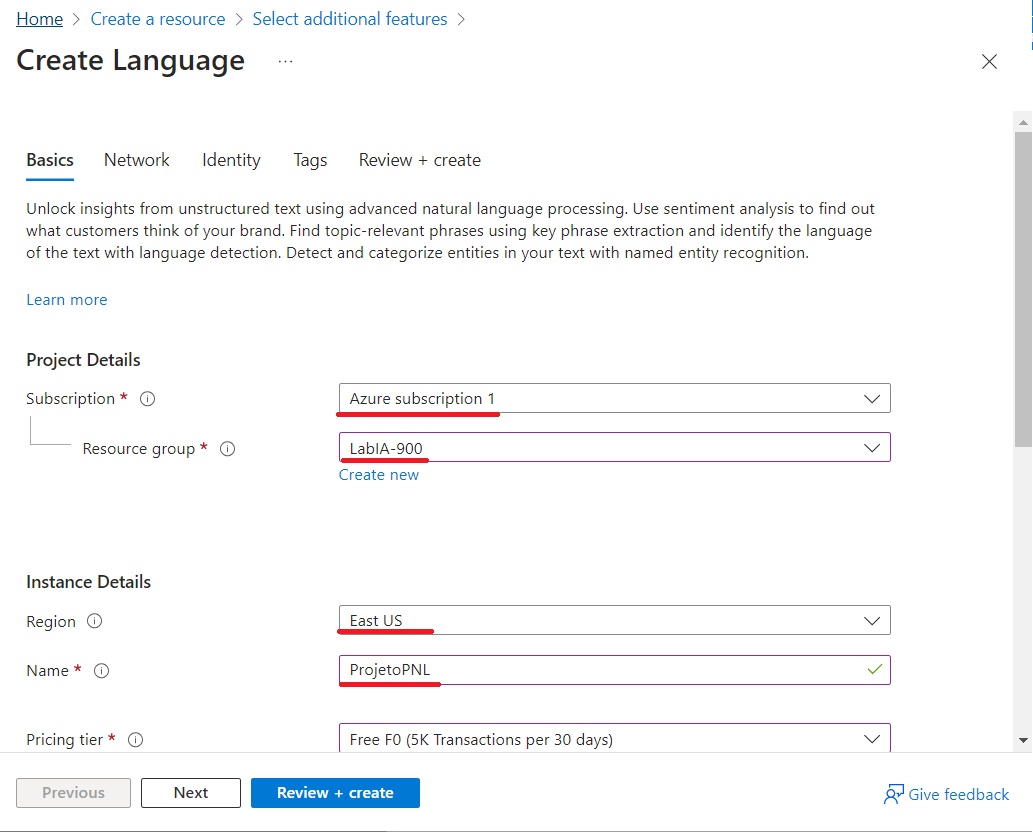 Home > Create a resource > Select additional features >
Create Language ...
Basics Network Identity Tags Review + create
Unlock insights from unstructured text using advanced natural language processing. Use sentiment analysis to find out
what customers think of your brand. Find topic-relevant phrases using key phrase extraction and identify the language
of the text with language detection. Detect and categorize entities in your text with named entity recognition.
Learn more
Project Details
Subscription * Azure subscription 1
Resource group * LabIA-900
Create new
Instance Details
Region East US
Name * ProjetoPNL
Pricing tier * Free F0 (5K Transactions per 30 days)
Previous Next Review + create Give feedback